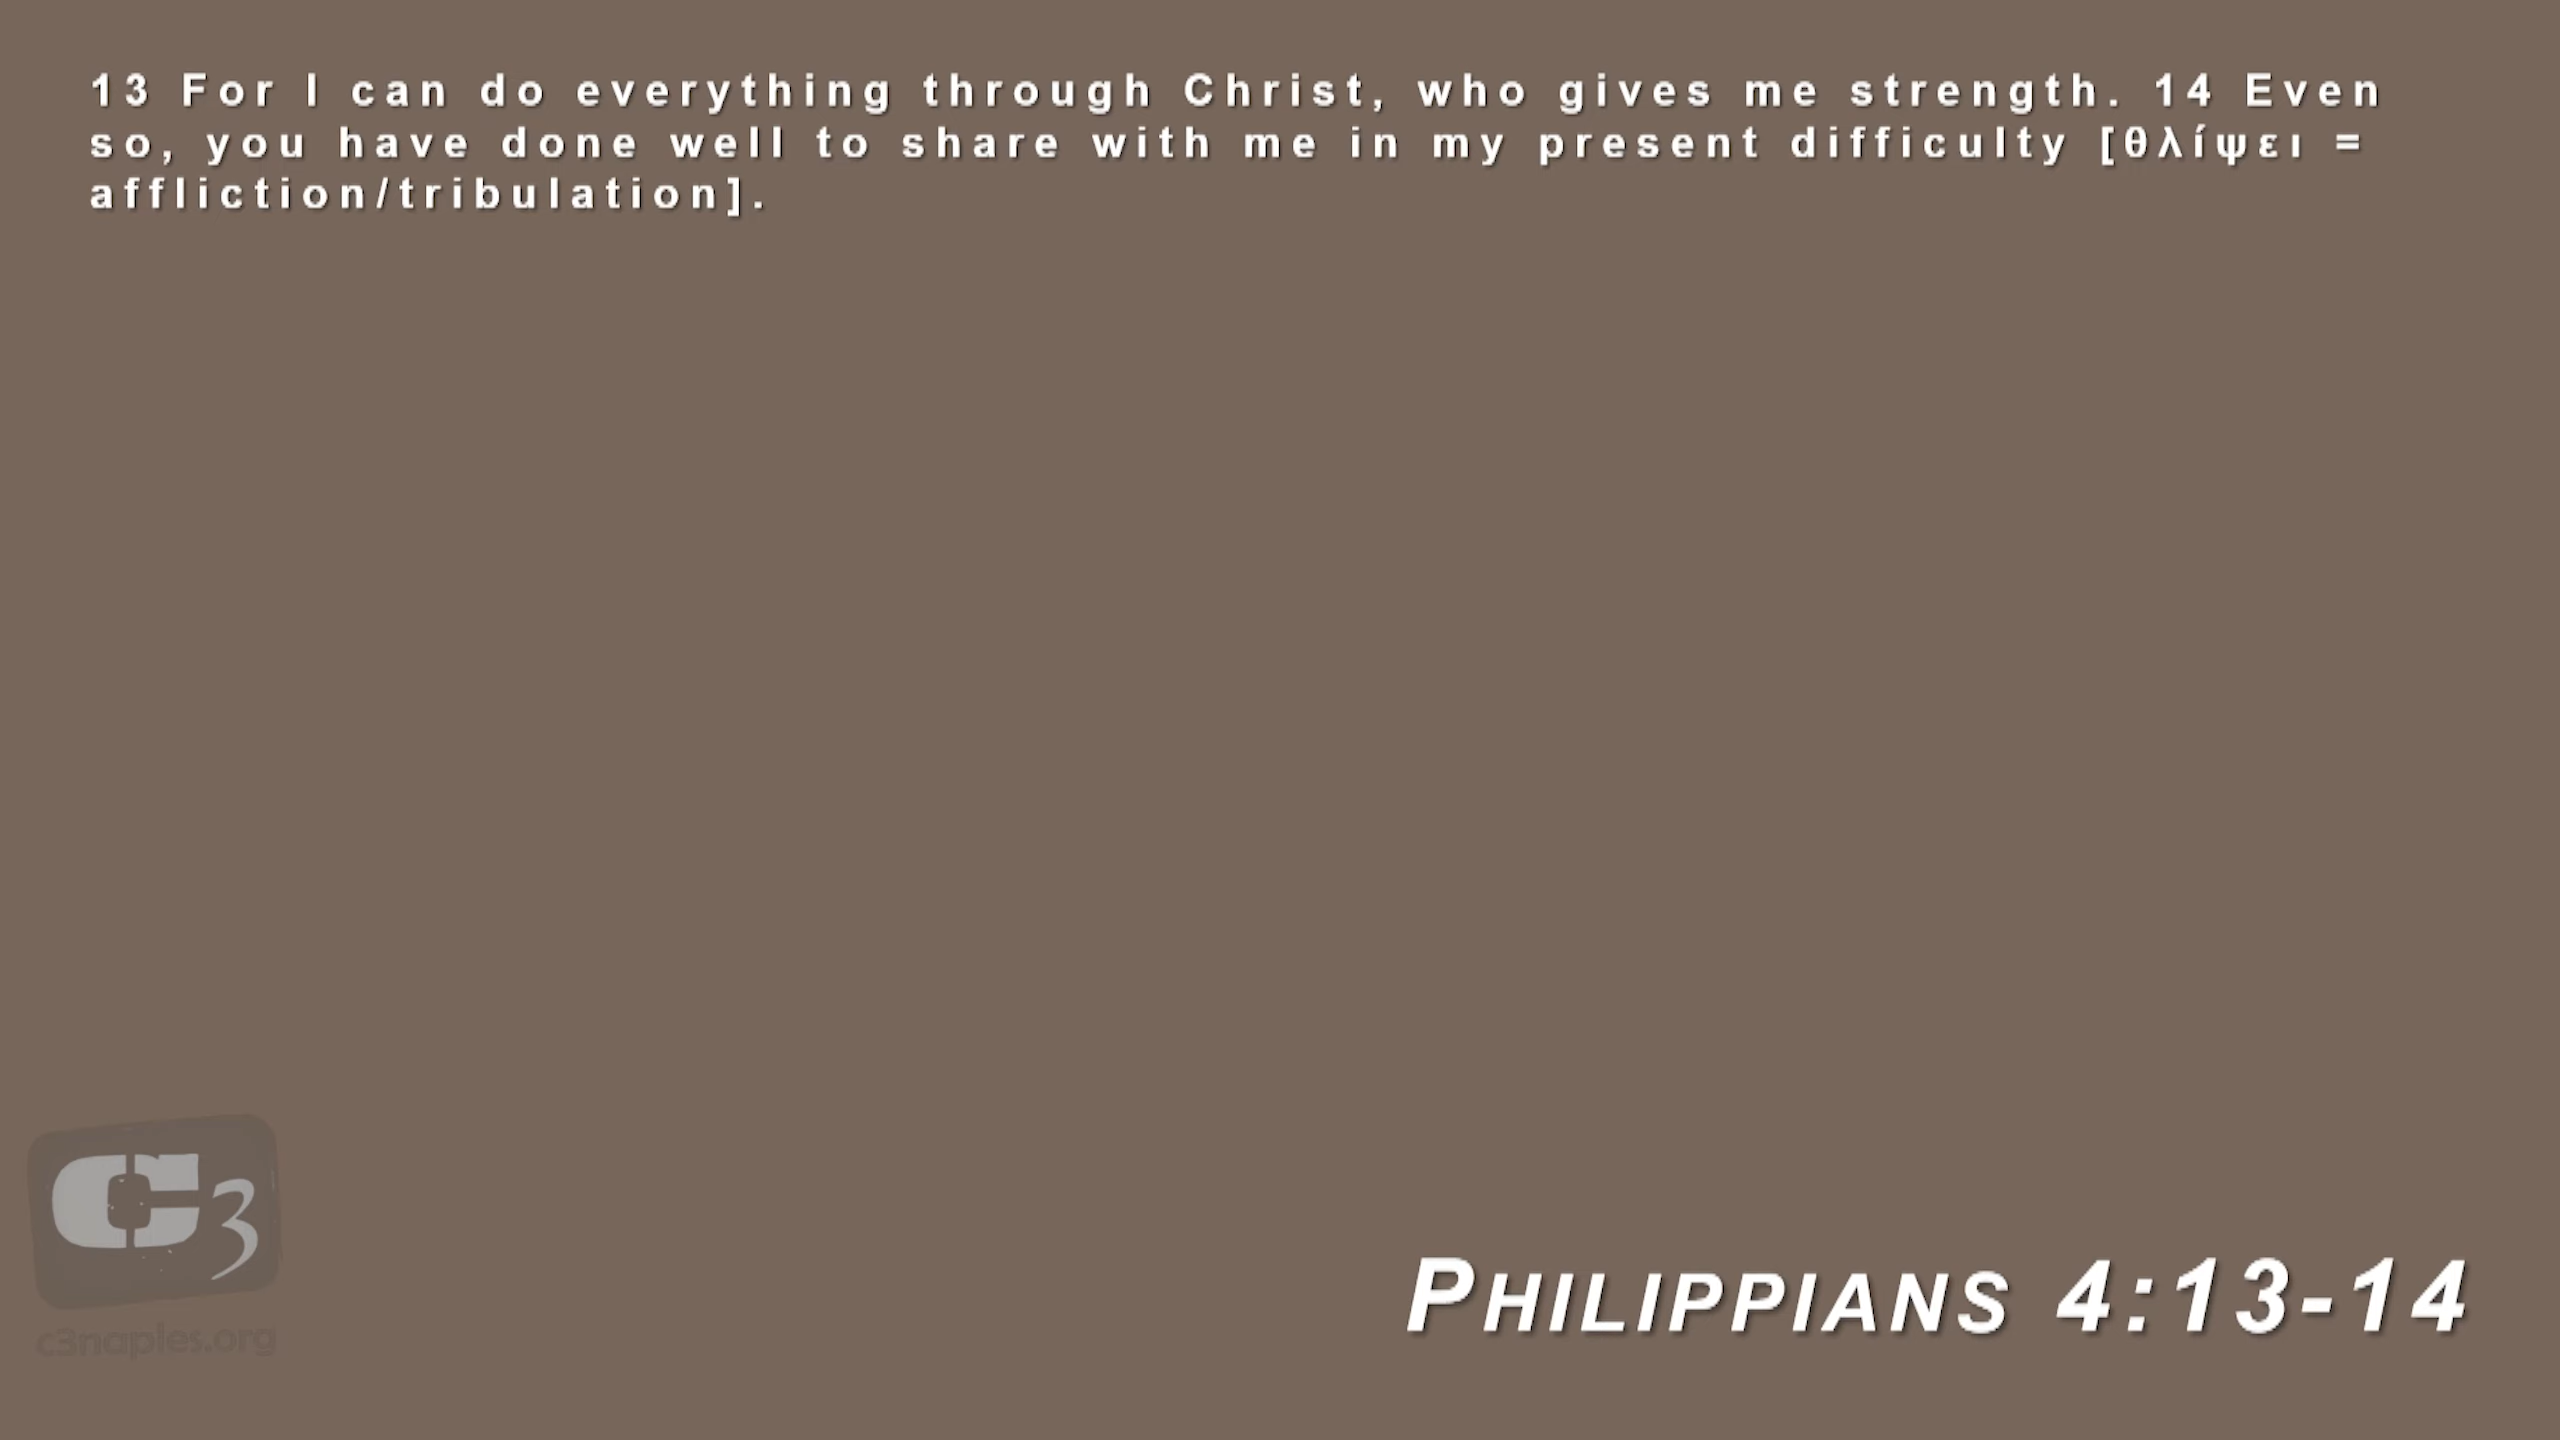 13 For I can do everything through Christ, who gives me strength. 14 Even
so, you have done well to share with me in my present difficulty [θλίψει =
affliction/tribulation].
C3
c3naples.org
PHILIPPIANS 4:13-14